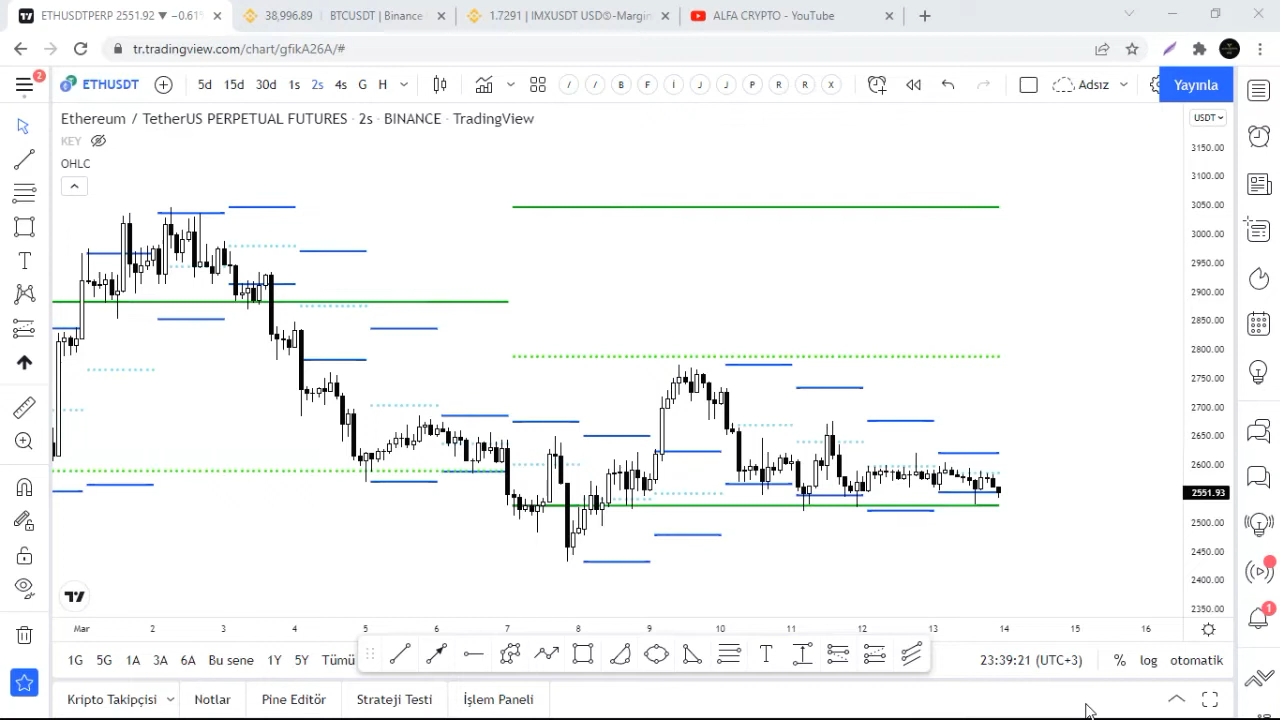 ETHUSDTPERP 2551.92 ▼ −0.61%
38,996.89 | BTCUSDT | Binance
1.7291 | IMXUSDT USDⓈ-Margin
ALFA CRYPTO - YouTube
tr.tradingview.com/chart/gfikA26A/#
2
ETHUSDT
5d 15d 30d 1s 2s 4s G H
/ / B F İ J J P R R X
Adsız
Yayınla
Ethereum / TetherUS PERPETUAL FUTURES · 2s · BINANCE · TradingView
USDT
KEY
OHLC
3150.00
3100.00
3050.00
3000.00
2950.00
2900.00
2850.00
2800.00
2750.00
2700.00
2650.00
2600.00
2551.93
2500.00
2450.00
2400.00
2350.00
1
Mar 2 3 4 5 6 7 8 9 10 11 12 13 14 15 16
1G 5G 1A 3A 6A Bu sene 1Y 5Y Tümü
T
23:39:21 (UTC+3) % log otomatik
Kripto Takipçisi Notlar Pine Editör Strateji Testi İşlem Paneli